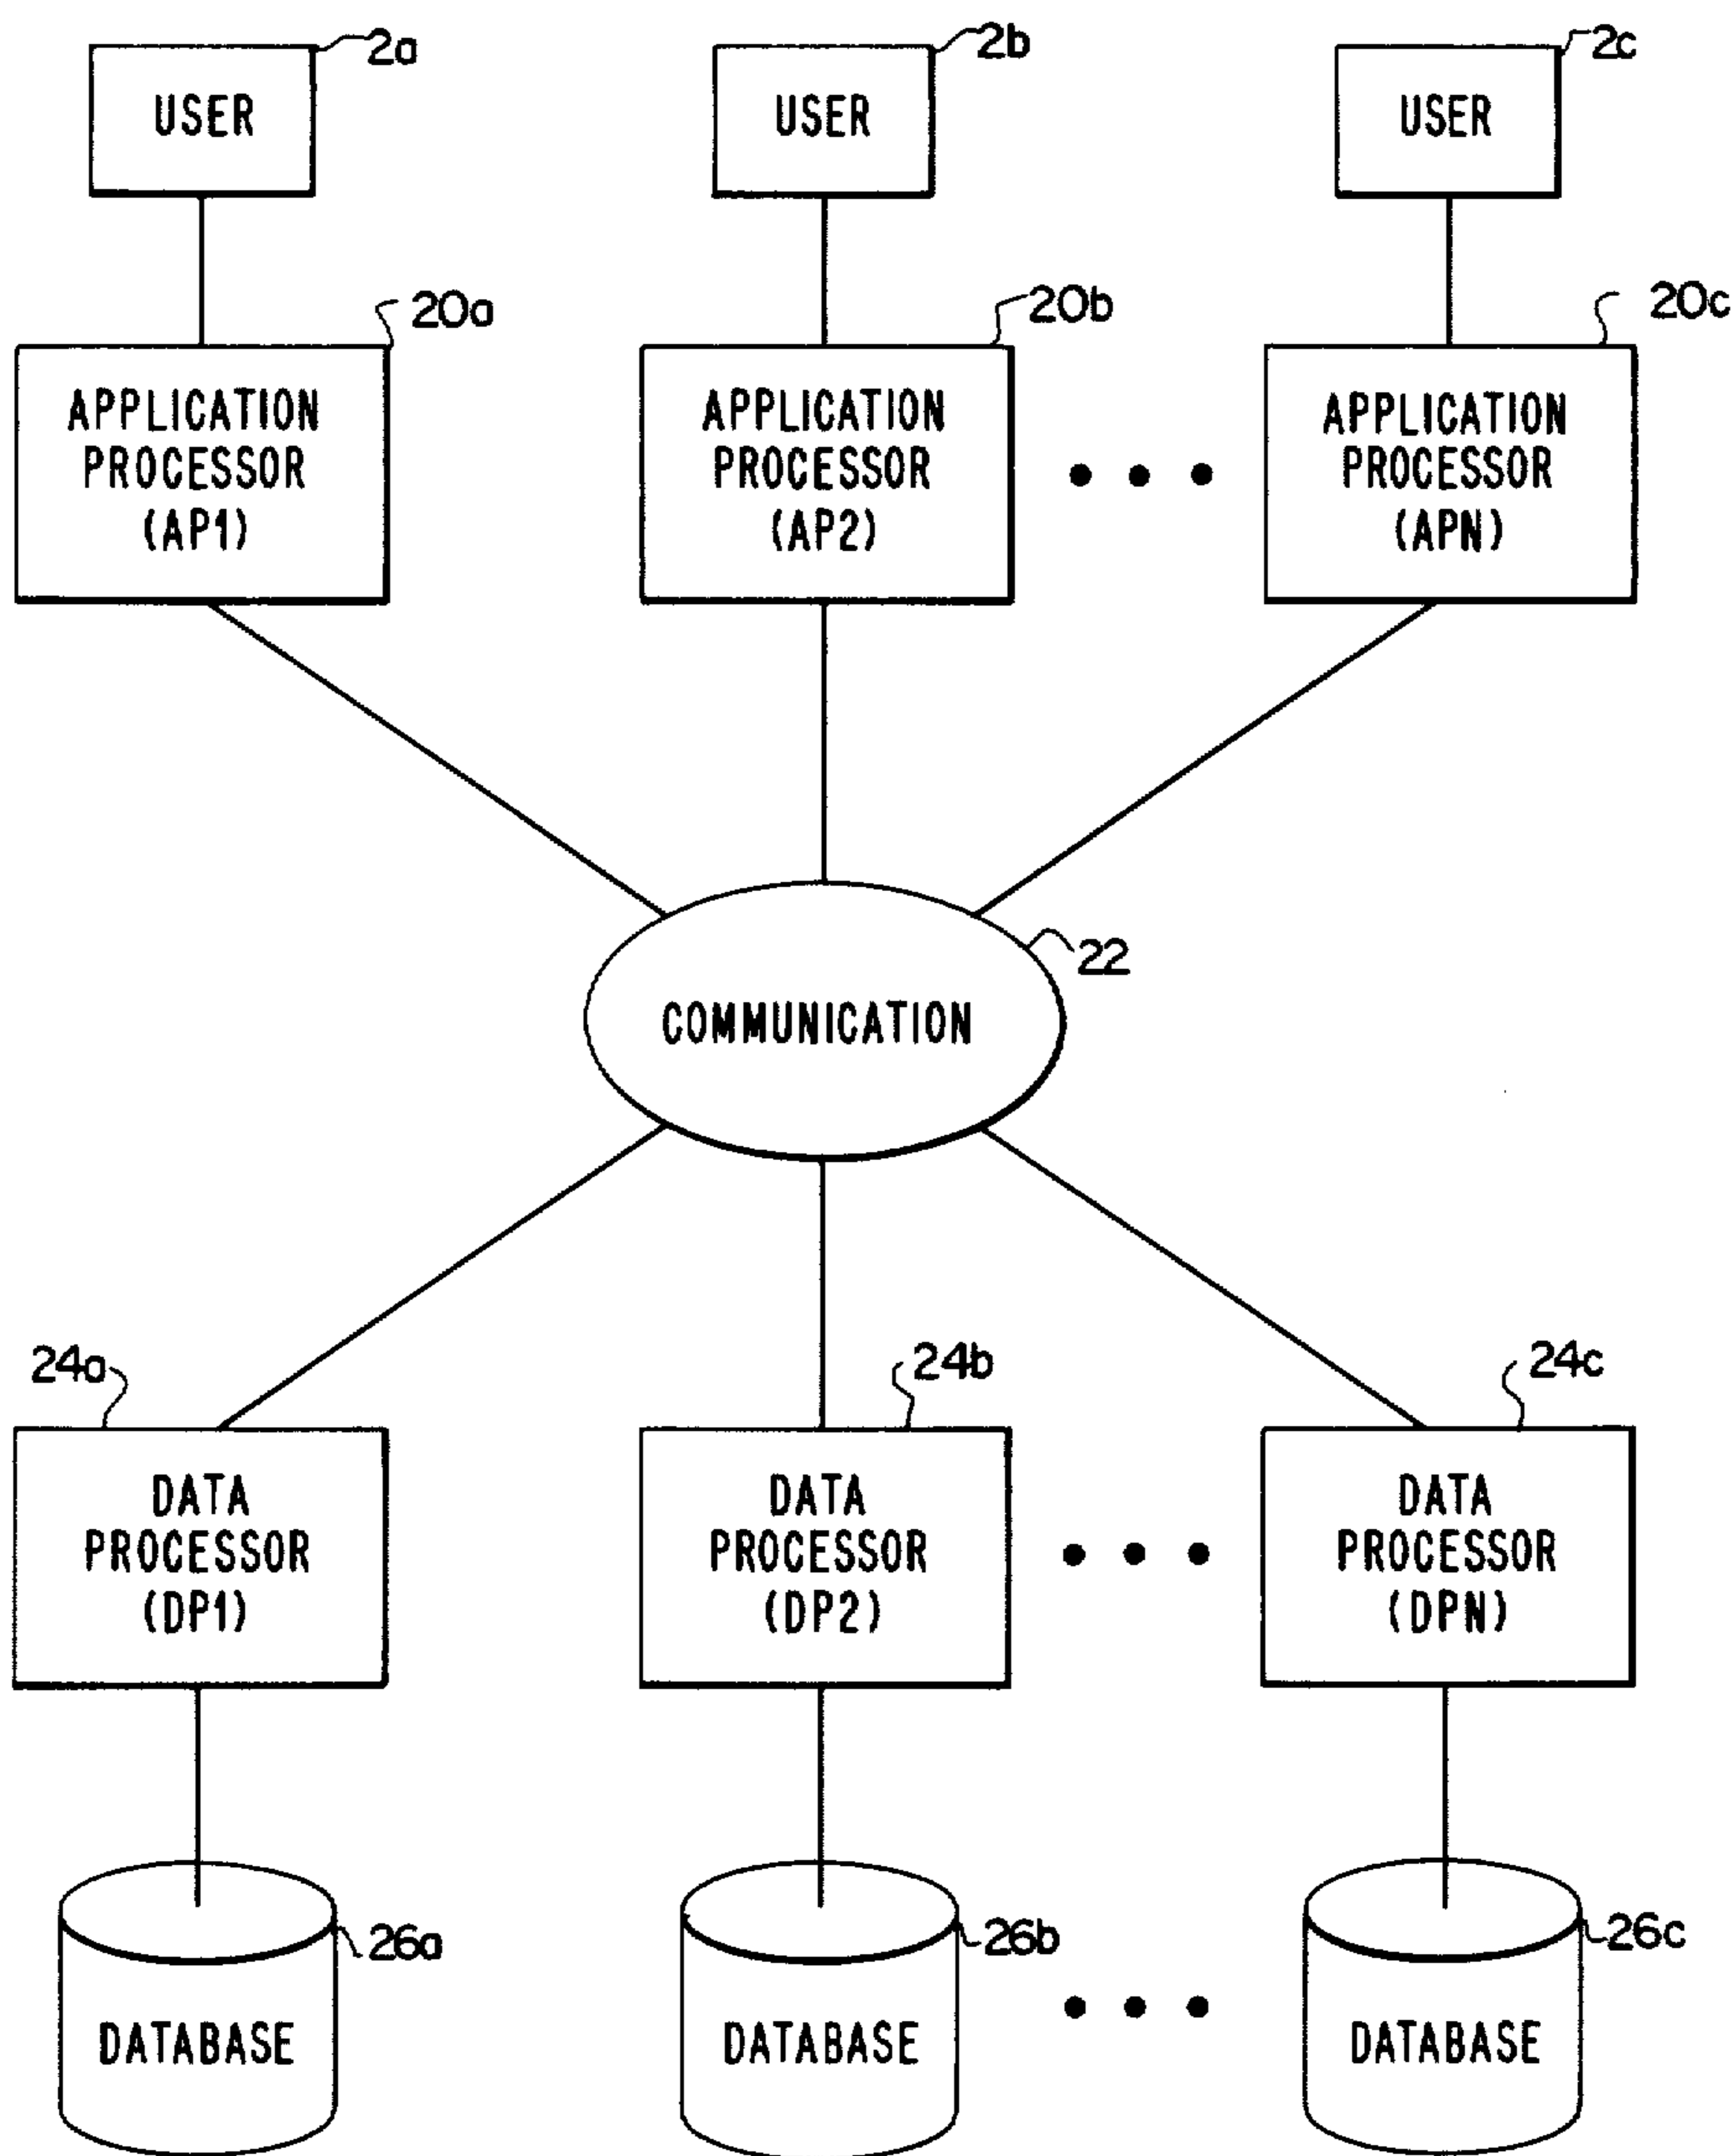 2a
2b
2c
USER
USER
USER
20a
20b
20c
APPLICATION
PROCESSOR
(AP1)
APPLICATION
PROCESSOR
(AP2)
APPLICATION
PROCESSOR
(APN)
22
COMMUNICATION
24a
24b
24c
DATA
PROCESSOR
(DP1)
DATA
PROCESSOR
(DP2)
DATA
PROCESSOR
(DPN)
26a
26b
26c
DATABASE
DATABASE
DATABASE